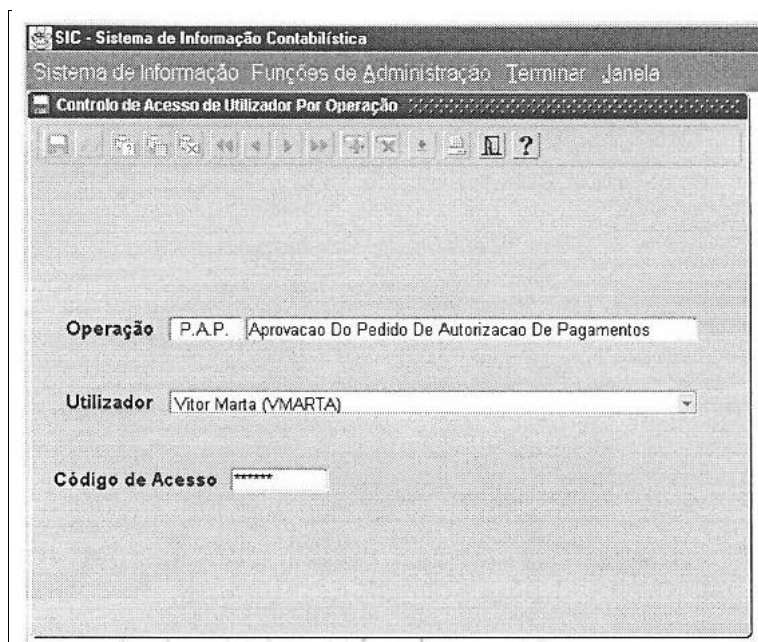 SIC - Sistema de Informação Contabilística
Sistema de Informação Funções de Administração Terminar Janela
Controlo de Acesso de Utilizador Por Operação
?
Operação P.A.P. Aprovacao Do Pedido De Autorizacao De Pagamentos
Utilizador Vitor Marta (VMARTA)
Código de Acesso ******